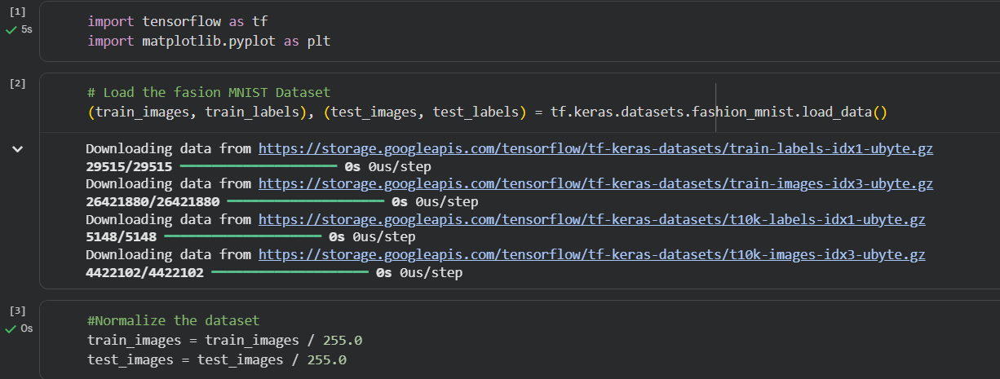 [1]
5s
import tensorflow as tf
import matplotlib.pyplot as plt
[2]
# Load the fasion MNIST Dataset
(train_images, train_labels), (test_images, test_labels) = tf.keras.datasets.fashion_mnist.load_data()
Downloading data from https://storage.googleapis.com/tensorflow/tf-keras-datasets/train-labels-idx1-ubyte.gz
29515/29515 ━━━━━━━━━━━━━━━━━━━━ 0s 0us/step
Downloading data from https://storage.googleapis.com/tensorflow/tf-keras-datasets/train-images-idx3-ubyte.gz
26421880/26421880 ━━━━━━━━━━━━━━━━━━━━ 0s 0us/step
Downloading data from https://storage.googleapis.com/tensorflow/tf-keras-datasets/t10k-labels-idx1-ubyte.gz
5148/5148 ━━━━━━━━━━━━━━━━━━━━ 0s 0us/step
Downloading data from https://storage.googleapis.com/tensorflow/tf-keras-datasets/t10k-images-idx3-ubyte.gz
4422102/4422102 ━━━━━━━━━━━━━━━━━━━━ 0s 0us/step
[3]
0s
#Normalize the dataset
train_images = train_images / 255.0
test_images = test_images / 255.0